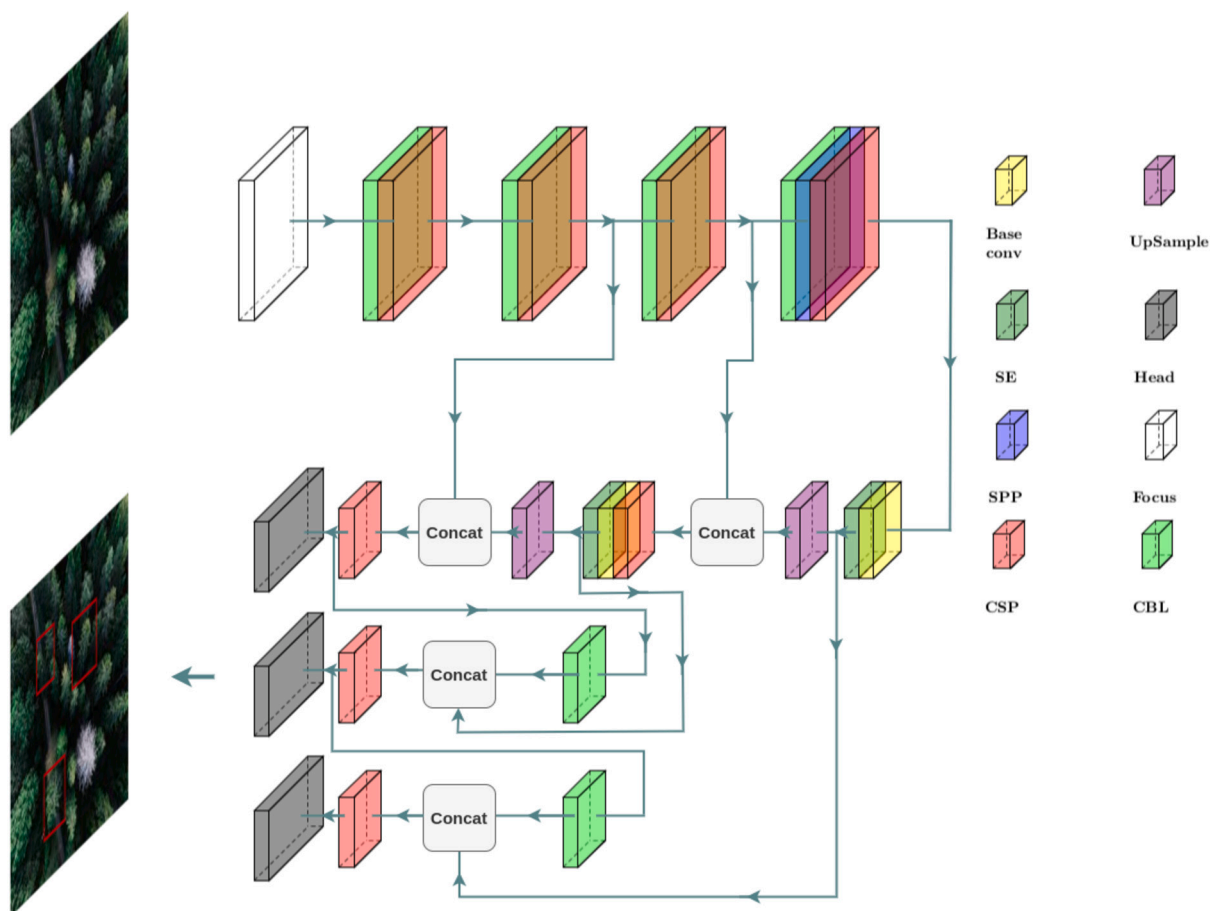 Base
conv
UpSample
SE
Head
SPP
Focus
CSP
CBL
Concat
Concat
Concat
Concat